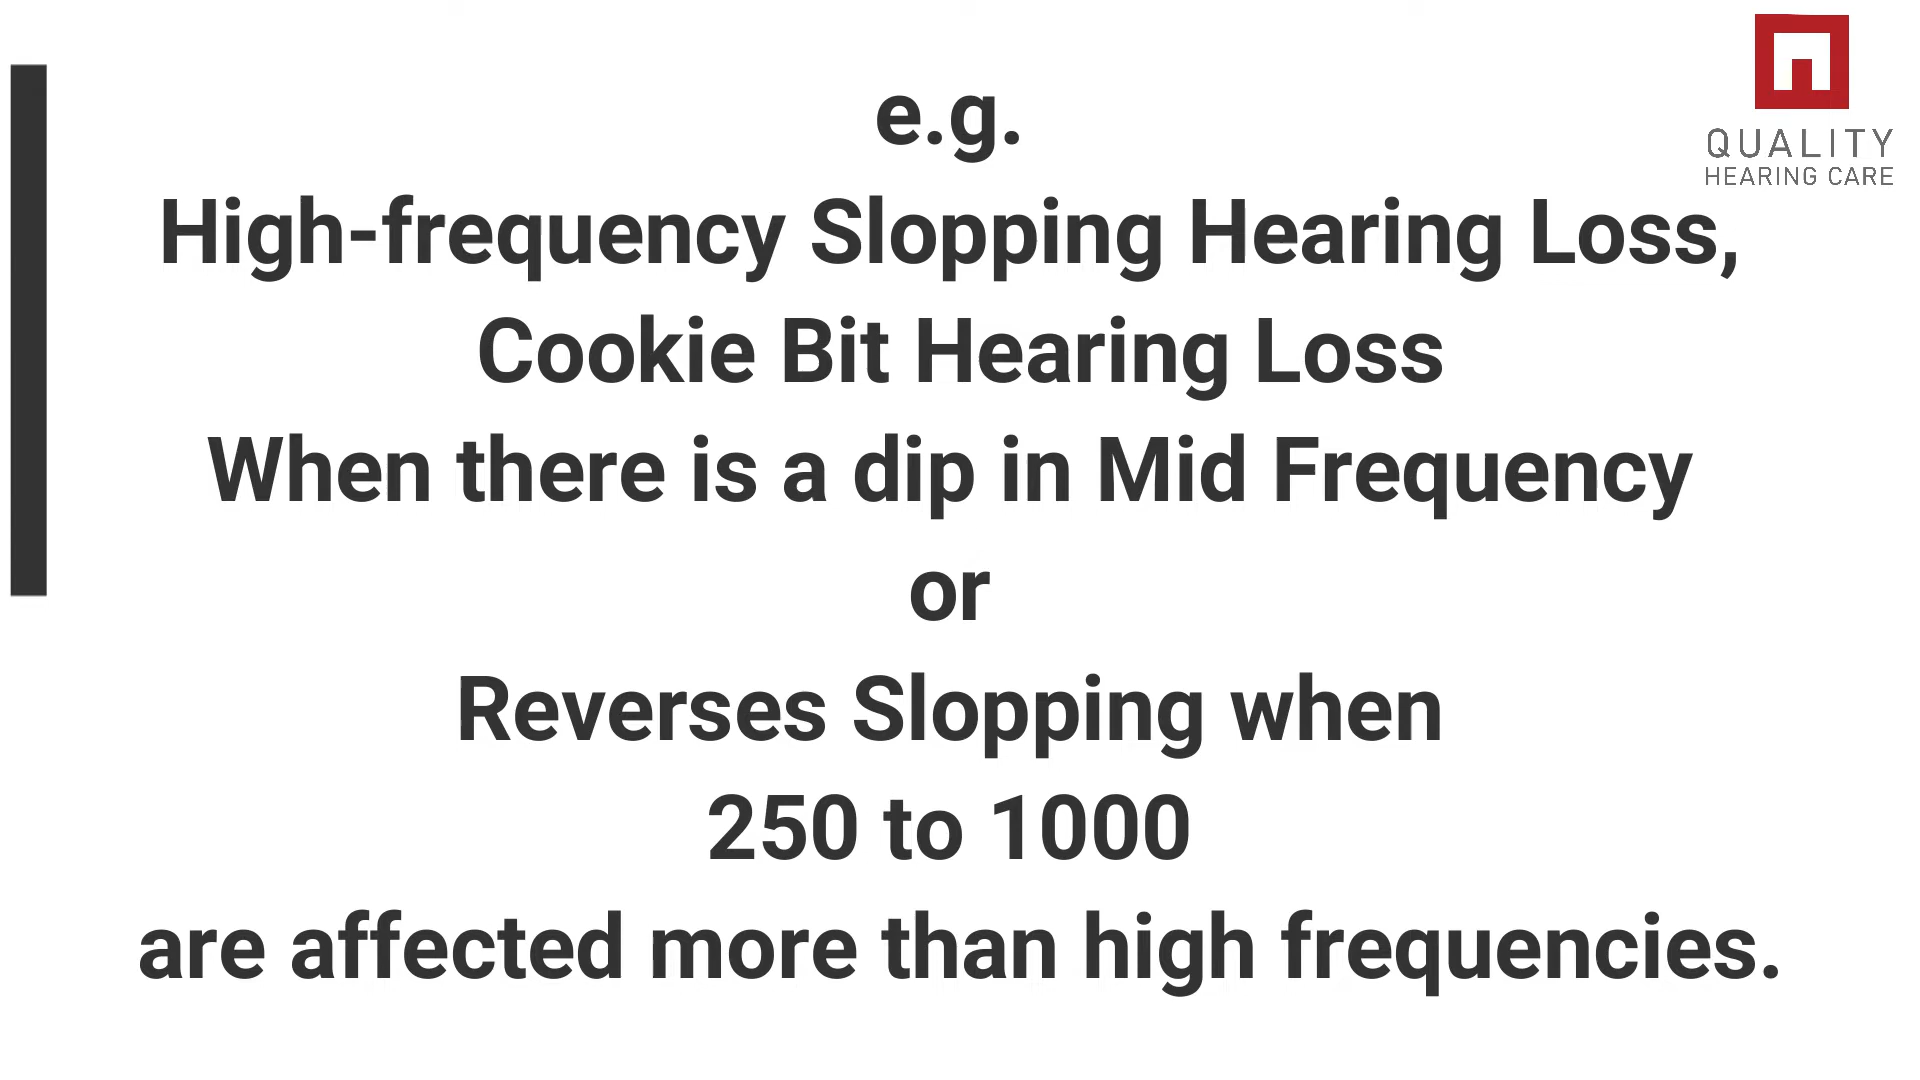 QUALITY
HEARING CARE
e.g.
High-frequency Slopping Hearing Loss,
Cookie Bit Hearing Loss
When there is a dip in Mid Frequency
or
Reverses Slopping when
250 to 1000
are affected more than high frequencies.